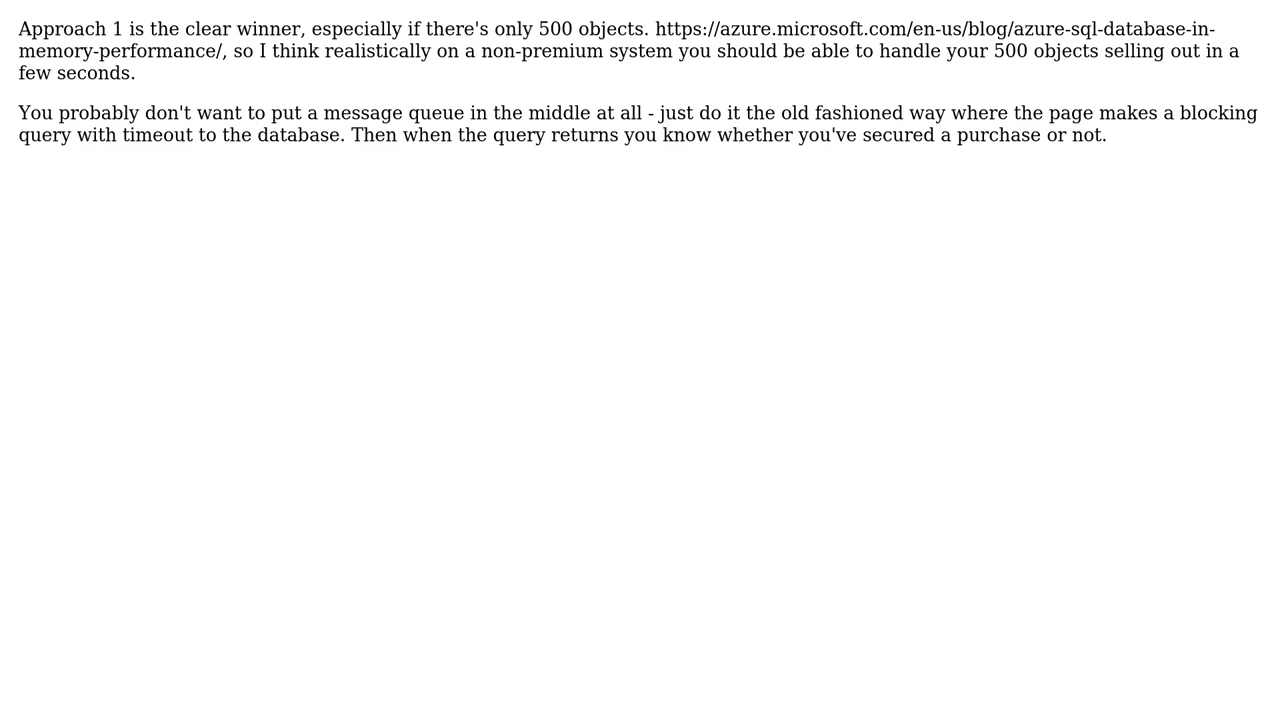 Approach 1 is the clear winner, especially if there's only 500 objects. https://azure.microsoft.com/en-us/blog/azure-sql-database-in-
memory-performance/, so I think realistically on a non-premium system you should be able to handle your 500 objects selling out in a
few seconds.
You probably don't want to put a message queue in the middle at all - just do it the old fashioned way where the page makes a blocking
query with timeout to the database. Then when the query returns you know whether you've secured a purchase or not.